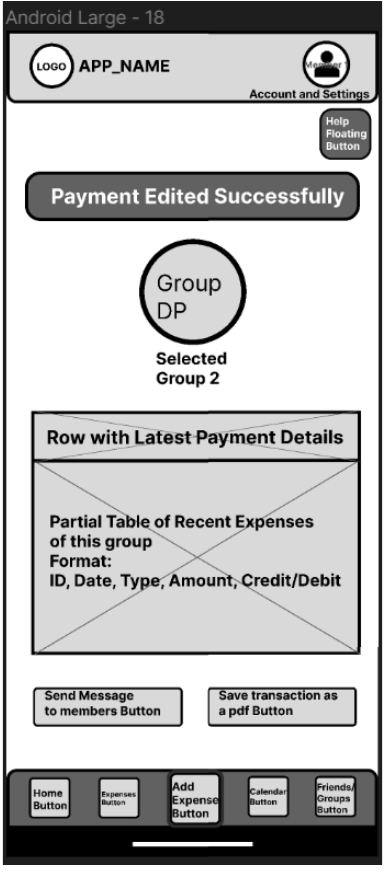 Android Large - 18
LOGO
APP_NAME
Member 1
Account and Settings
Help
Floating
Button
Payment Edited Successfully
Group
DP
Selected
Group 2
Row with Latest Payment Details
Partial Table of Recent Expenses
of this group
Format:
ID, Date, Type, Amount, Credit/Debit
Send Message
to members Button
Save transaction as
a pdf Button
Home
Button
Expenses
Button
Add
Expense
Button
Calendar
Button
Friends/
Groups
Button